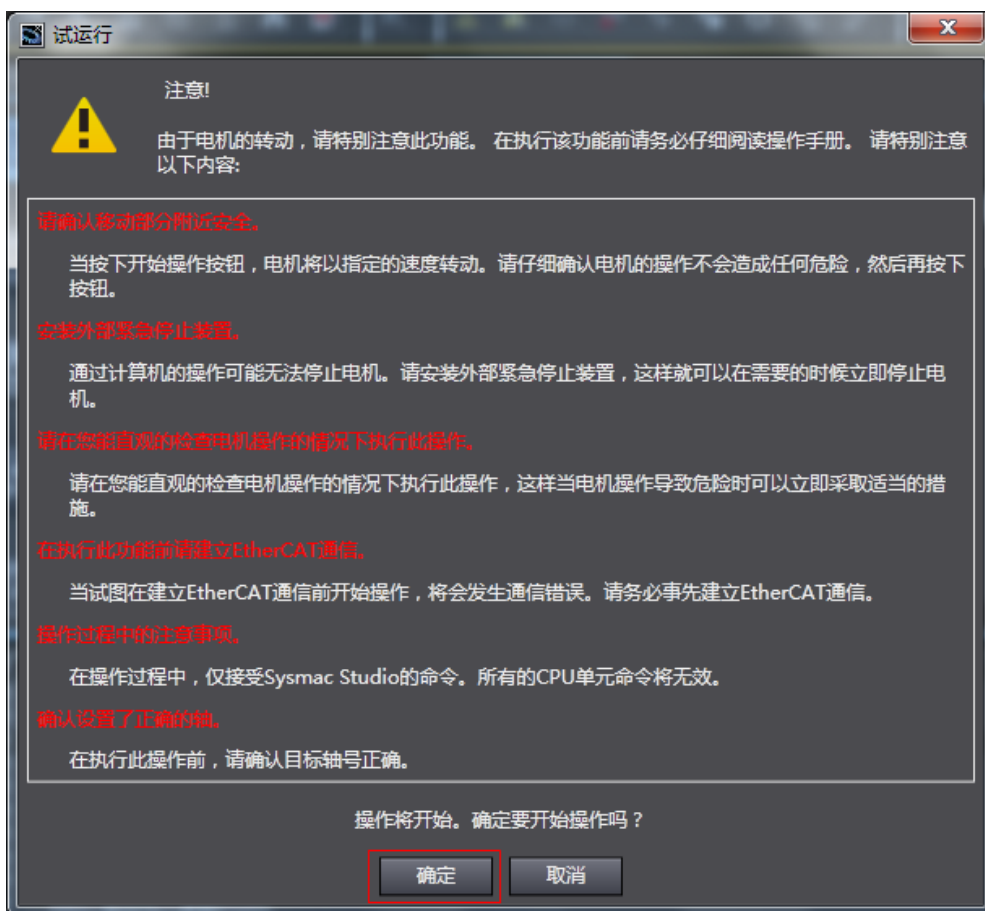 试运行
注意!
由于电机的转动，请特别注意此功能。 在执行该功能前请务必仔细阅读操作手册。 请特别注意
以下内容:
请确认移动部分附近安全。
当按下开始操作按钮，电机将以指定的速度转动。请仔细确认电机的操作不会造成任何危险，然后再按下
按钮。
安装外部紧急停止装置。
通过计算机的操作可能无法停止电机。请安装外部紧急停止装置，这样就可以在需要的时候立即停止电
机。
请在您能直观的检查电机操作的情况下执行此操作。
请在您能直观的检查电机操作的情况下执行此操作，这样当电机操作导致危险时可以立即采取适当的措
施。
在执行此功能前请建立EtherCAT通信。
当试图在建立EtherCAT通信前开始操作，将会发生通信错误。请务必事先建立EtherCAT通信。
操作过程中的注意事项。
在操作过程中，仅接受Sysmac Studio的命令。所有的CPU单元命令将无效。
确认设置了正确的轴。
在执行此操作前，请确认目标轴号正确。
操作将开始。确定要开始操作吗？
确定 取消